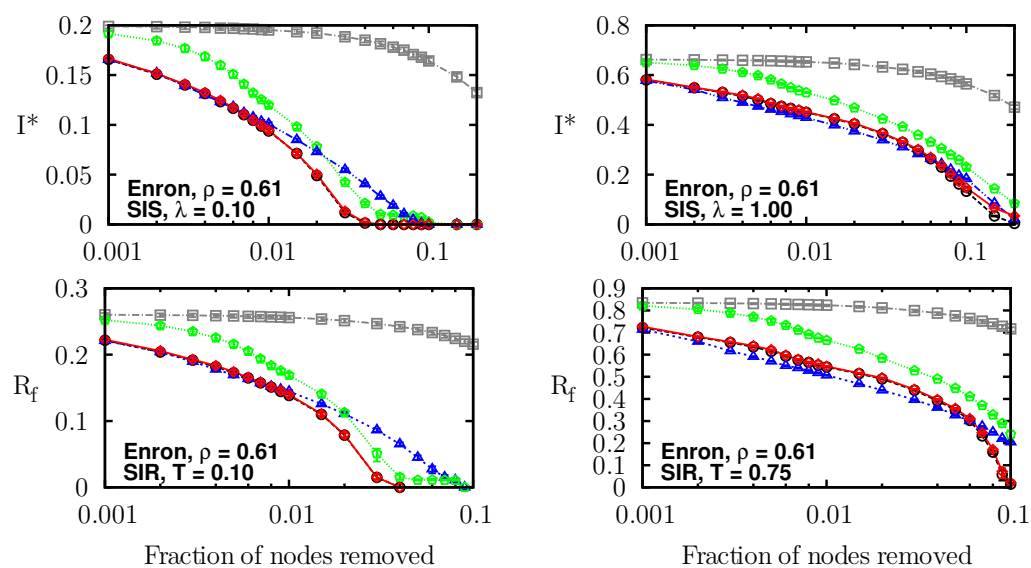 0.2
0.15
0.1
0.05
0
I*
Enron, ρ = 0.61
SIS, λ = 0.10
0.001
0.01
0.1
0.8
0.6
0.4
0.2
0
I*
Enron, ρ = 0.61
SIS, λ = 1.00
0.001
0.01
0.1
0.3
0.2
0.1
0
R_f
Enron, ρ = 0.61
SIR, T = 0.10
0.001
0.01
0.1
Fraction of nodes removed
0.9
0.8
0.7
0.6
0.5
0.4
0.3
0.2
0.1
0
R_f
Enron, ρ = 0.61
SIR, T = 0.75
0.001
0.01
0.1
Fraction of nodes removed